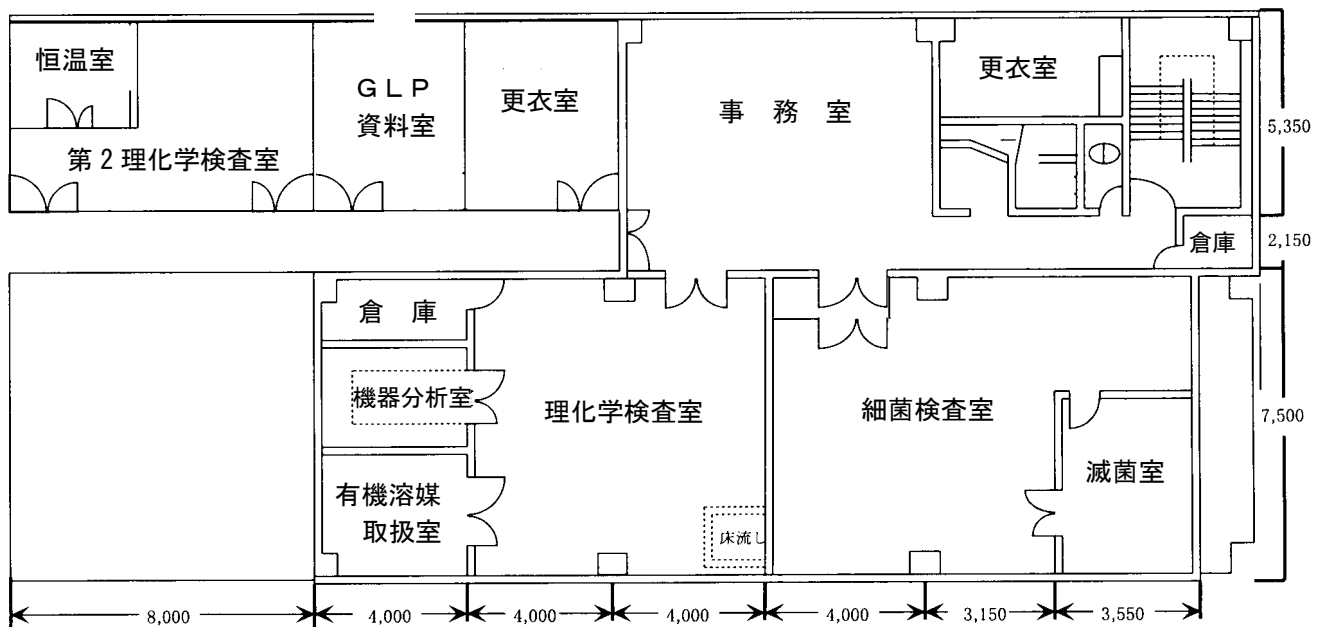 恒温室
第2理化学検査室
GLP
資料室
更衣室
事 務 室
更衣室
倉庫
5,350
2,150
7,500
倉 庫
機器分析室
有機溶媒
取扱室
理化学検査室
床流し
細菌検査室
滅菌室
8,000
4,000
4,000
4,000
4,000
3,150
3,550